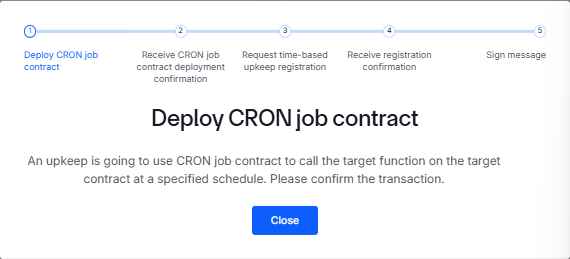 1 2 3 4 5
Deploy CRON job Receive CRON job Request time-based Receive registration Sign message
contract contract deployment upkeep registration confirmation
confirmation
Deploy CRON job contract
An upkeep is going to use CRON job contract to call the target function on the target
contract at a specified schedule. Please confirm the transaction.
Close